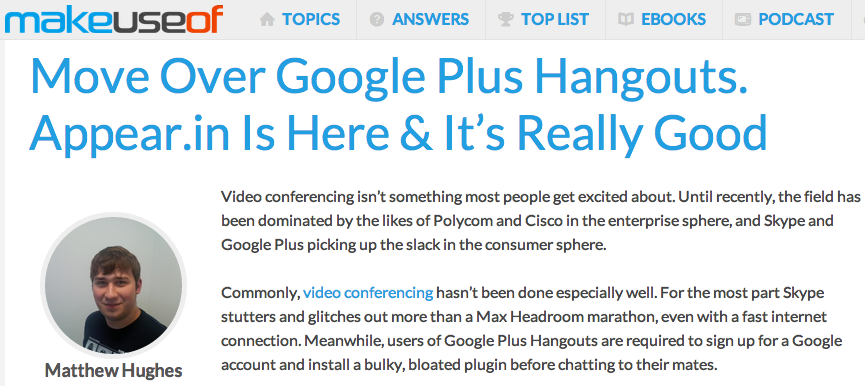 makeuseof
TOPICS
ANSWERS
TOP LIST
EBOOKS
PODCAST
Move Over Google Plus Hangouts.
Appear.in Is Here & It's Really Good
Video conferencing isn't something most people get excited about. Until recently, the field has
been dominated by the likes of Polycom and Cisco in the enterprise sphere, and Skype and
Google Plus picking up the slack in the consumer sphere.
Commonly, video conferencing hasn't been done especially well. For the most part Skype
stutters and glitches out more than a Max Headroom marathon, even with a fast internet
connection. Meanwhile, users of Google Plus Hangouts are required to sign up for a Google
account and install a bulky, bloated plugin before chatting to their mates.
Matthew Hughes